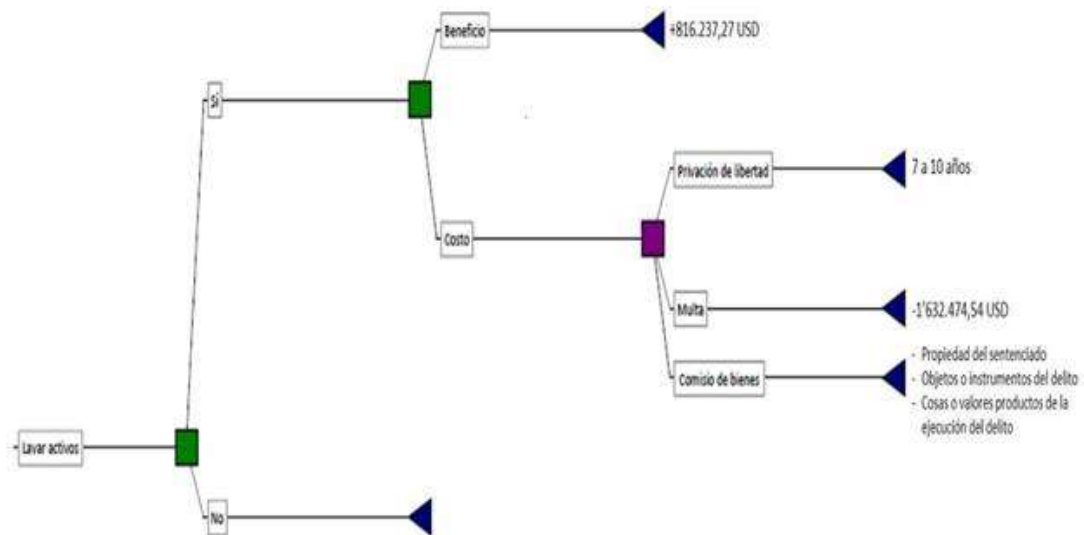 Beneficio
+816.237,27 USD
Si
Privación de libertad
7 a 10 años
Costo
Multa
-1'632.474,54 USD
Comisio de bienes
- Propiedad del sentenciado
- Objetos o instrumentos del delito
- Cosas o valores productos de la
ejecución del delito
Lavar activos
No